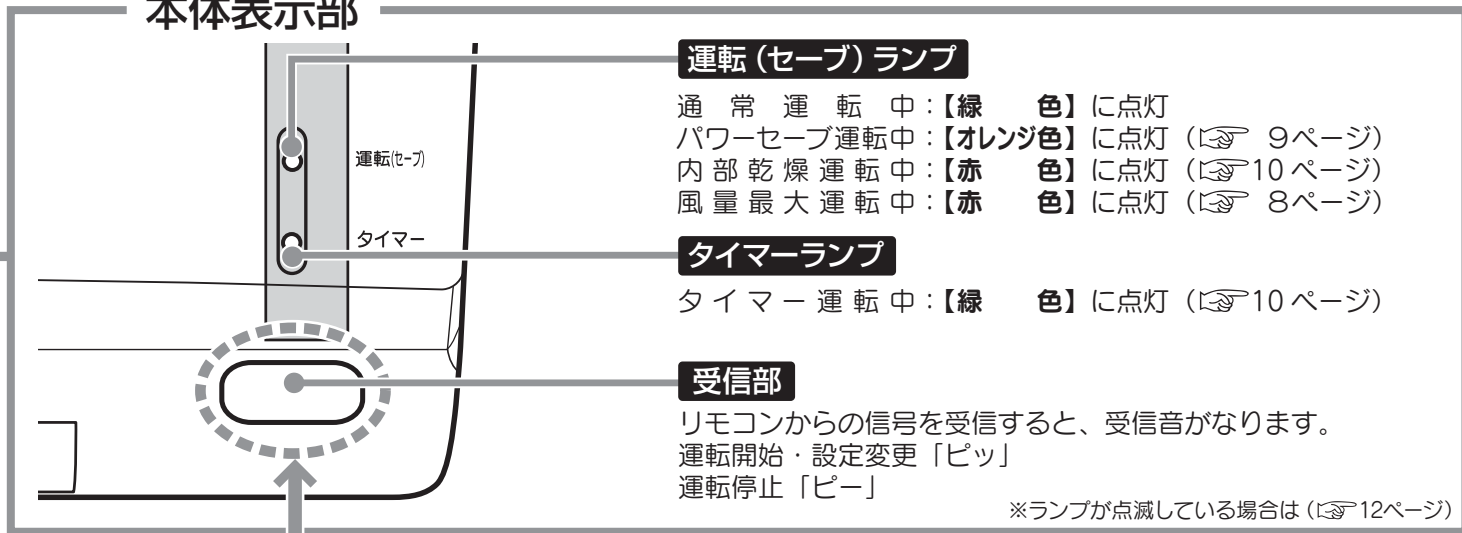 本体表示部
運転（セーブ）ランプ
通常運転中：【緑　色】に点灯
パワーセーブ運転中：【オレンジ色】に点灯（☞ 9ページ）
内部乾燥運転中：【赤　色】に点灯（☞10ページ）
風量最大運転中：【赤　色】に点灯（☞ 8ページ）
運転(セーブ)
タイマー
タイマーランプ
タイマー運転中：【緑　色】に点灯（☞10ページ）
受信部
リモコンからの信号を受信すると、受信音がなります。
運転開始・設定変更「ピッ」
運転停止「ピー」
※ランプが点滅している場合は（☞12ページ）